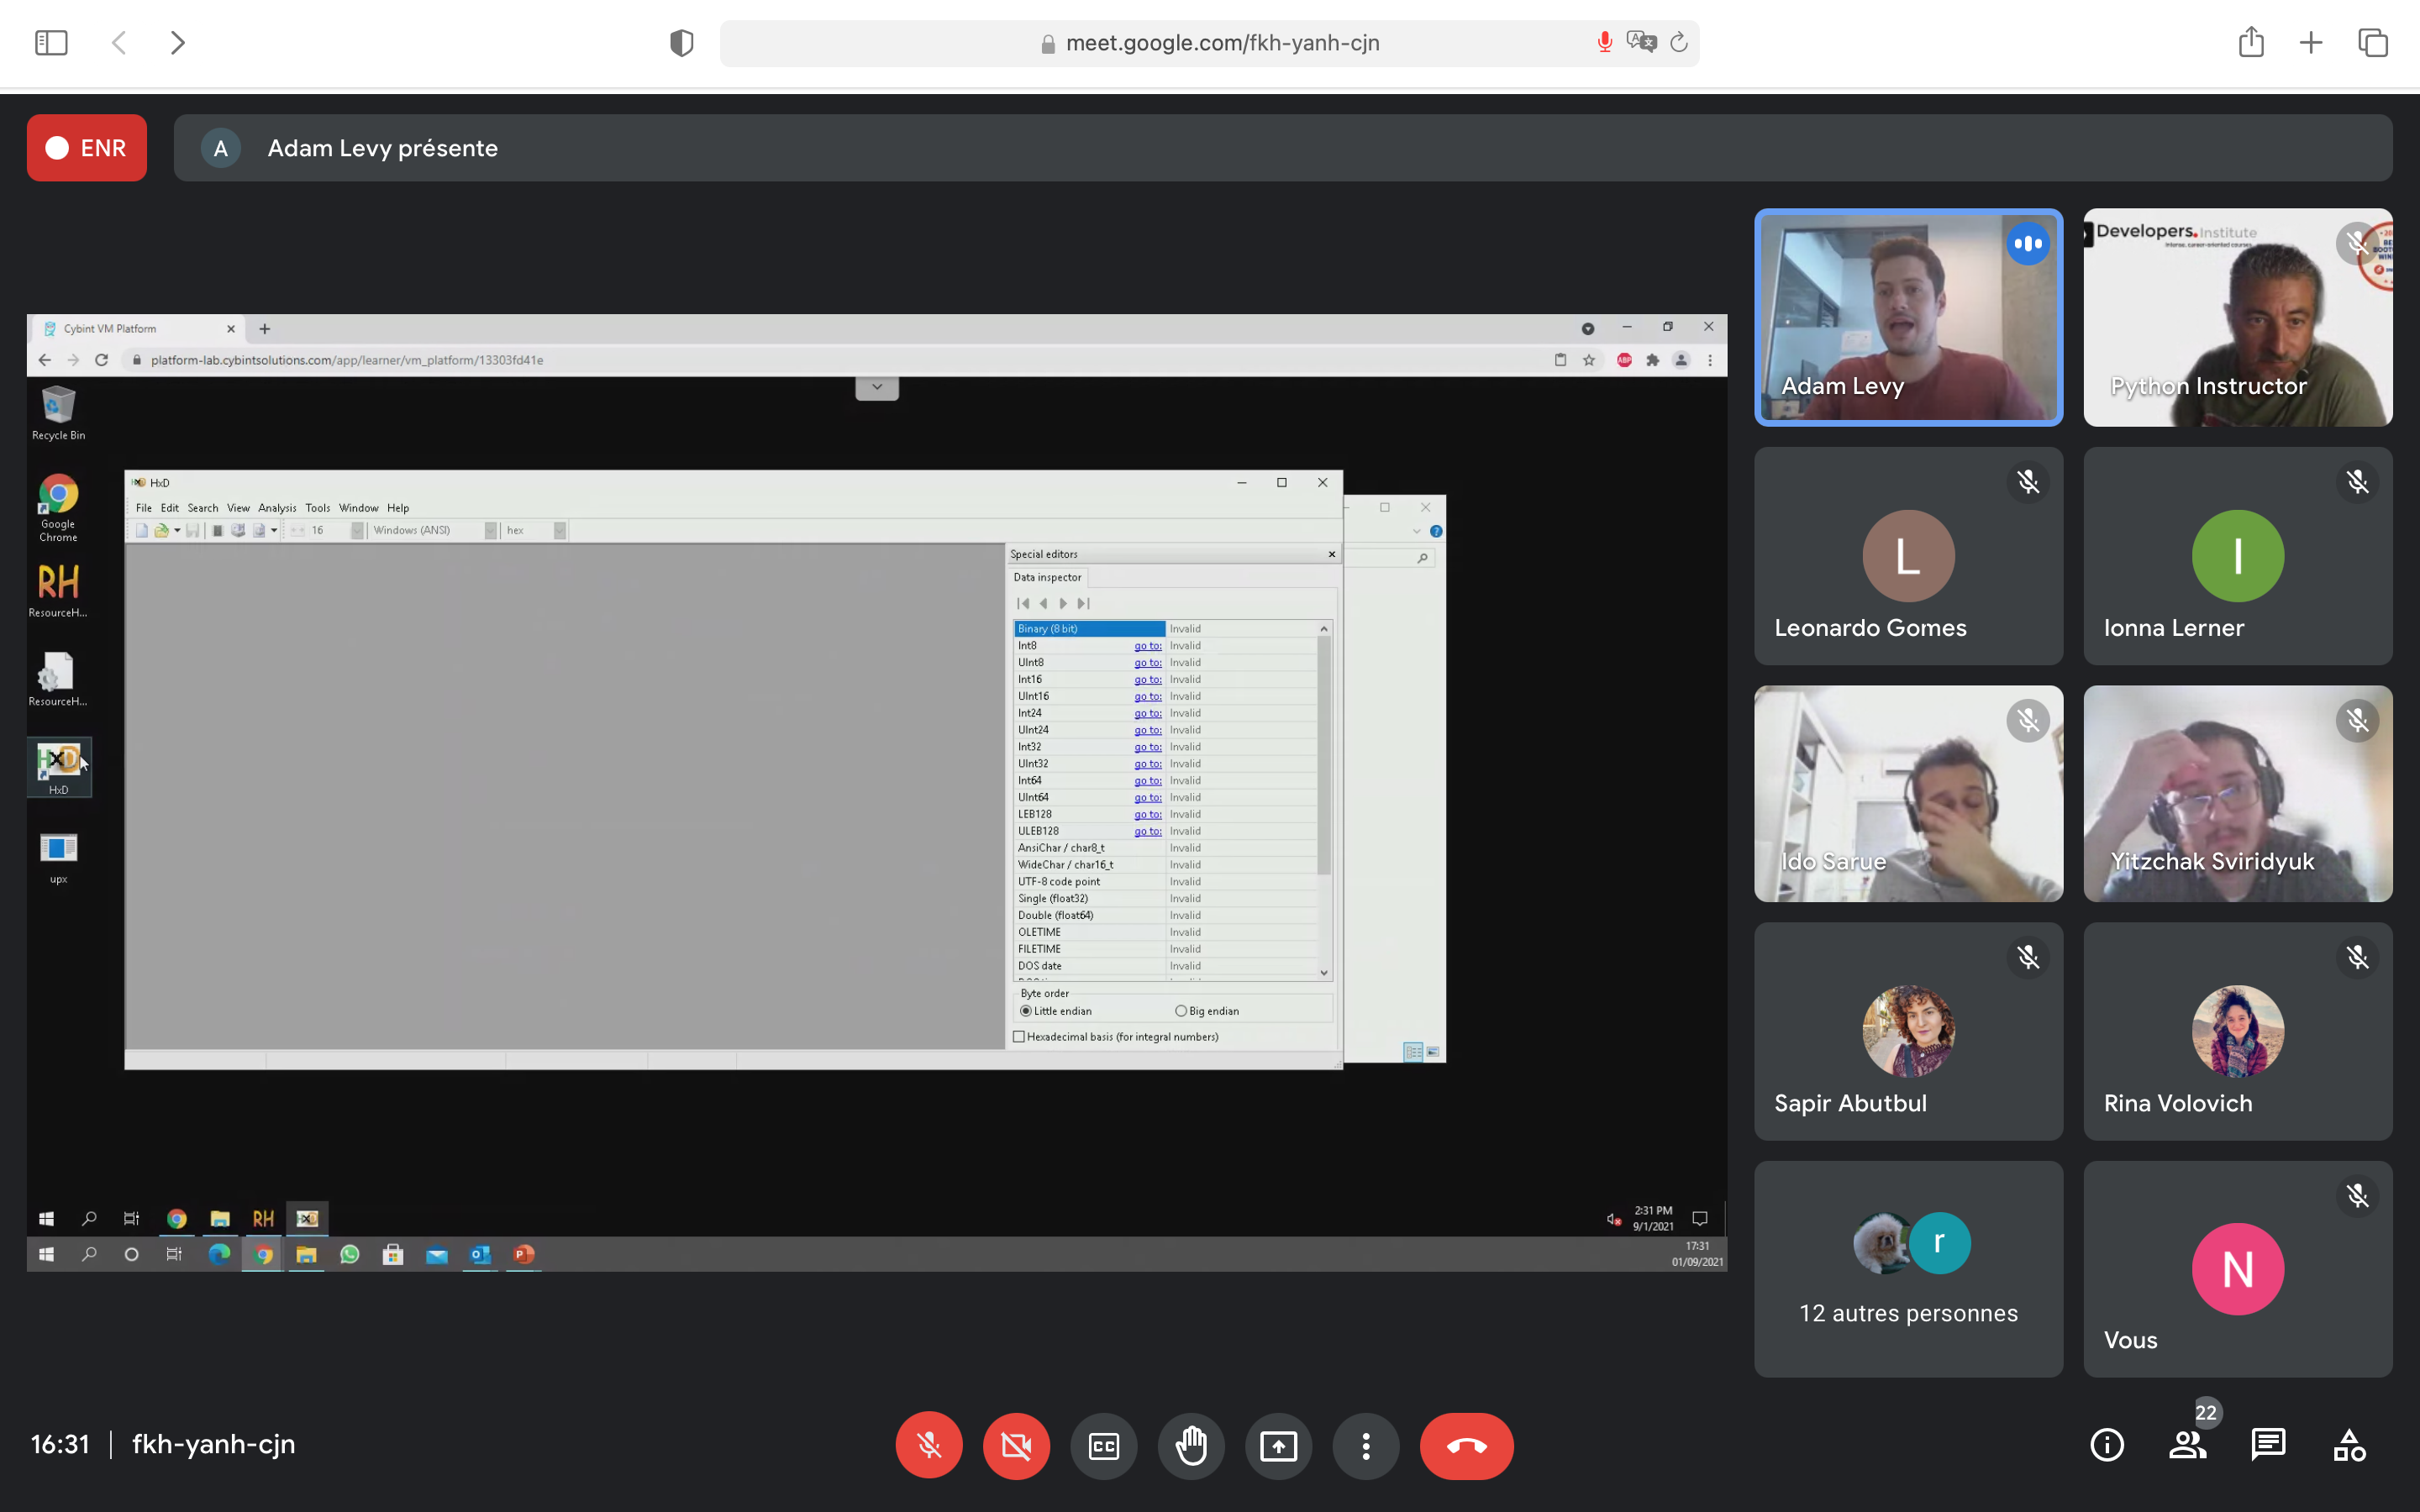 meet.google.com/fkh-yanh-cjn
ENR
A
Adam Levy présente
Cybint VM Platform
platform-lab.cybintsolutions.com/app/learner/vm_platform/13303fd41e
ABP
Recycle Bin
Google
Chrome
RH
ResourceH...
ResourceH...
HxD
HxD
upx
HxD
File Edit Search View Analysis Tools Window Help
16 Windows (ANSI) hex
Special editors
Data inspector
Binary (8 bit) Invalid
Int8 go to: Invalid
UInt8 go to: Invalid
Int16 go to: Invalid
UInt16 go to: Invalid
Int24 go to: Invalid
UInt24 go to: Invalid
Int32 go to: Invalid
UInt32 go to: Invalid
Int64 go to: Invalid
UInt64 go to: Invalid
LEB128 go to: Invalid
ULEB128 go to: Invalid
AnsiChar / char8_t Invalid
WideChar / char16_t Invalid
UTF-8 code point Invalid
Single (float32) Invalid
Double (float64) Invalid
OLETIME Invalid
FILETIME Invalid
DOS date Invalid
Byte order
Little endian Big endian
Hexadecimal basis (for integral numbers)
RH
2:31 PM
9/1/2021
17:31
01/09/2021
Adam Levy
Developers.Institute
Intense, career-oriented courses
Python Instructor
L
Leonardo Gomes
I
Ionna Lerner
Ido Sarue
Yitzchak Sviridyuk
Sapir Abutbul
Rina Volovich
r
12 autres personnes
N
Vous
16:31 | fkh-yanh-cjn
CC
22